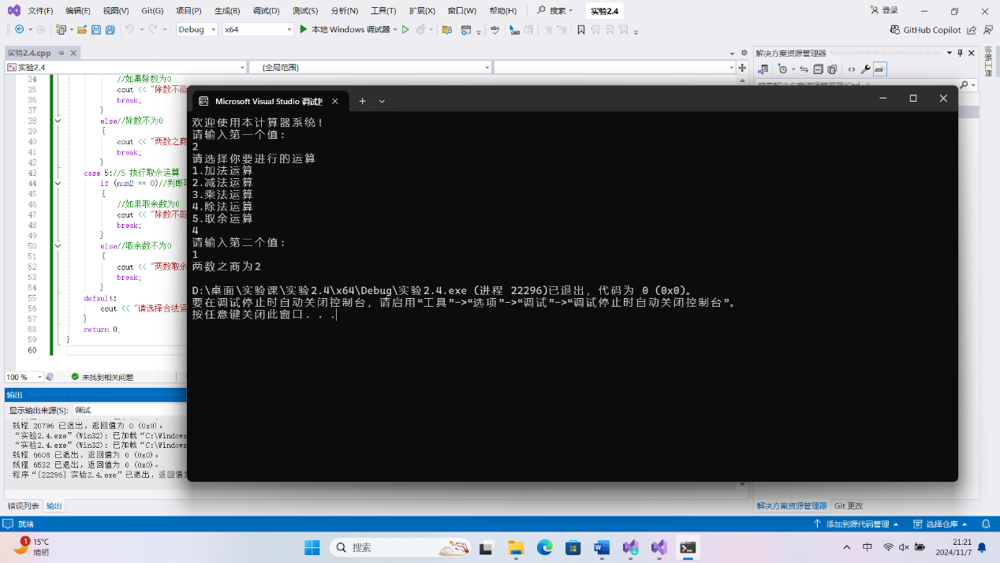 文件(F) 编辑(E) 视图(V) Git(G) 项目(P) 生成(B) 调试(D) 测试(S) 分析(N) 工具(T) 扩展(X) 窗口(W) 帮助(H) 搜索 实验2.4 登录
Debug x64 本地 Windows 调试器 GitHub Copilot
实验2.4.cpp 解决方案资源管理器
实验2.4 (全局范围)
34 //如果除数为0
35 cout << "除数不能
36 break;
37 }
38 else//除数不为0
39 {
40 cout << "两数之商
41 break;
42 }
43 case 5://5 执行取余运算
44 if (num2 == 0)//判断
45 {
46 //如果取余数为0
47 cout << "除数不能
48 break;
49 }
50 else//取余数不为0
51 {
52 cout << "两数取余
53 break;
54 }
55 default:
56 cout << "请选择合法运
57 }
58 return 0;
59 }
60
Microsoft Visual Studio 调试
欢迎使用本计算器系统!
请输入第一个值:
2
请选择你要进行的运算
1.加法运算
2.减法运算
3.乘法运算
4.除法运算
5.取余运算
4
请输入第二个值:
1
两数之商为2
D:\桌面\实验课\实验2.4\x64\Debug\实验2.4.exe (进程 22296)已退出,代码为 0 (0x0)。
要在调试停止时自动关闭控制台,请启用“工具”->“选项”->“调试”->“调试停止时自动关闭控制台”。
按任意键关闭此窗口. . .
100 % 未找到相关问题
输出
显示输出来源(S): 调试
线程 20796 已退出,返回值为 0 (0x0)。
“实验2.4.exe”(Win32): 已加载“C:\Windows
“实验2.4.exe”(Win32): 已加载“C:\Windows
线程 6608 已退出,返回值为 0 (0x0)。
线程 6532 已退出,返回值为 0 (0x0)。
程序“[22296] 实验2.4.exe”已退出,返回值为
错误列表 输出 解决方案资源管理器 Git 更改
就绪 添加到源代码管理 选择仓库
1 15°C
晴朗
搜索
中
21:21
2024/11/7